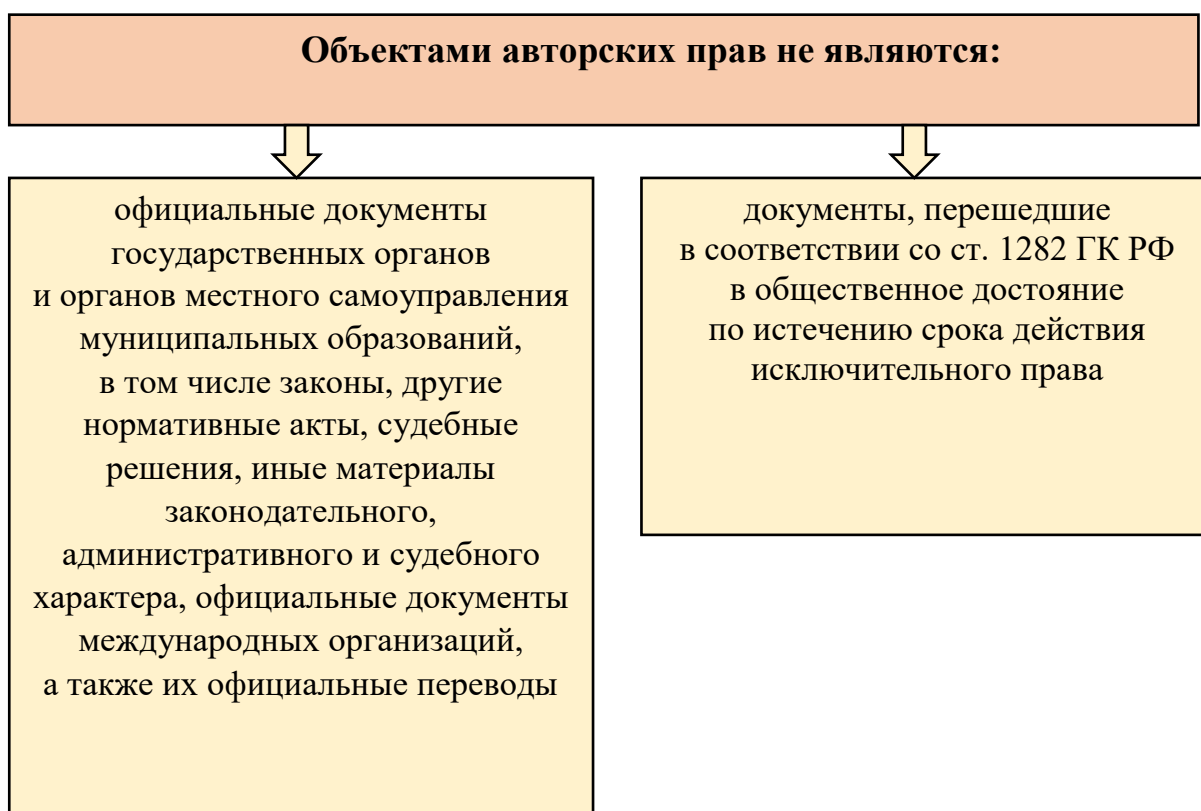 Объектами авторских прав не являются:
официальные документы
государственных органов
и органов местного самоуправления
муниципальных образований,
в том числе законы, другие
нормативные акты, судебные
решения, иные материалы
законодательного,
административного и судебного
характера, официальные документы
международных организаций,
а также их официальные переводы
документы, перешедшие
в соответствии со ст. 1282 ГК РФ
в общественное достояние
по истечению срока действия
исключительного права